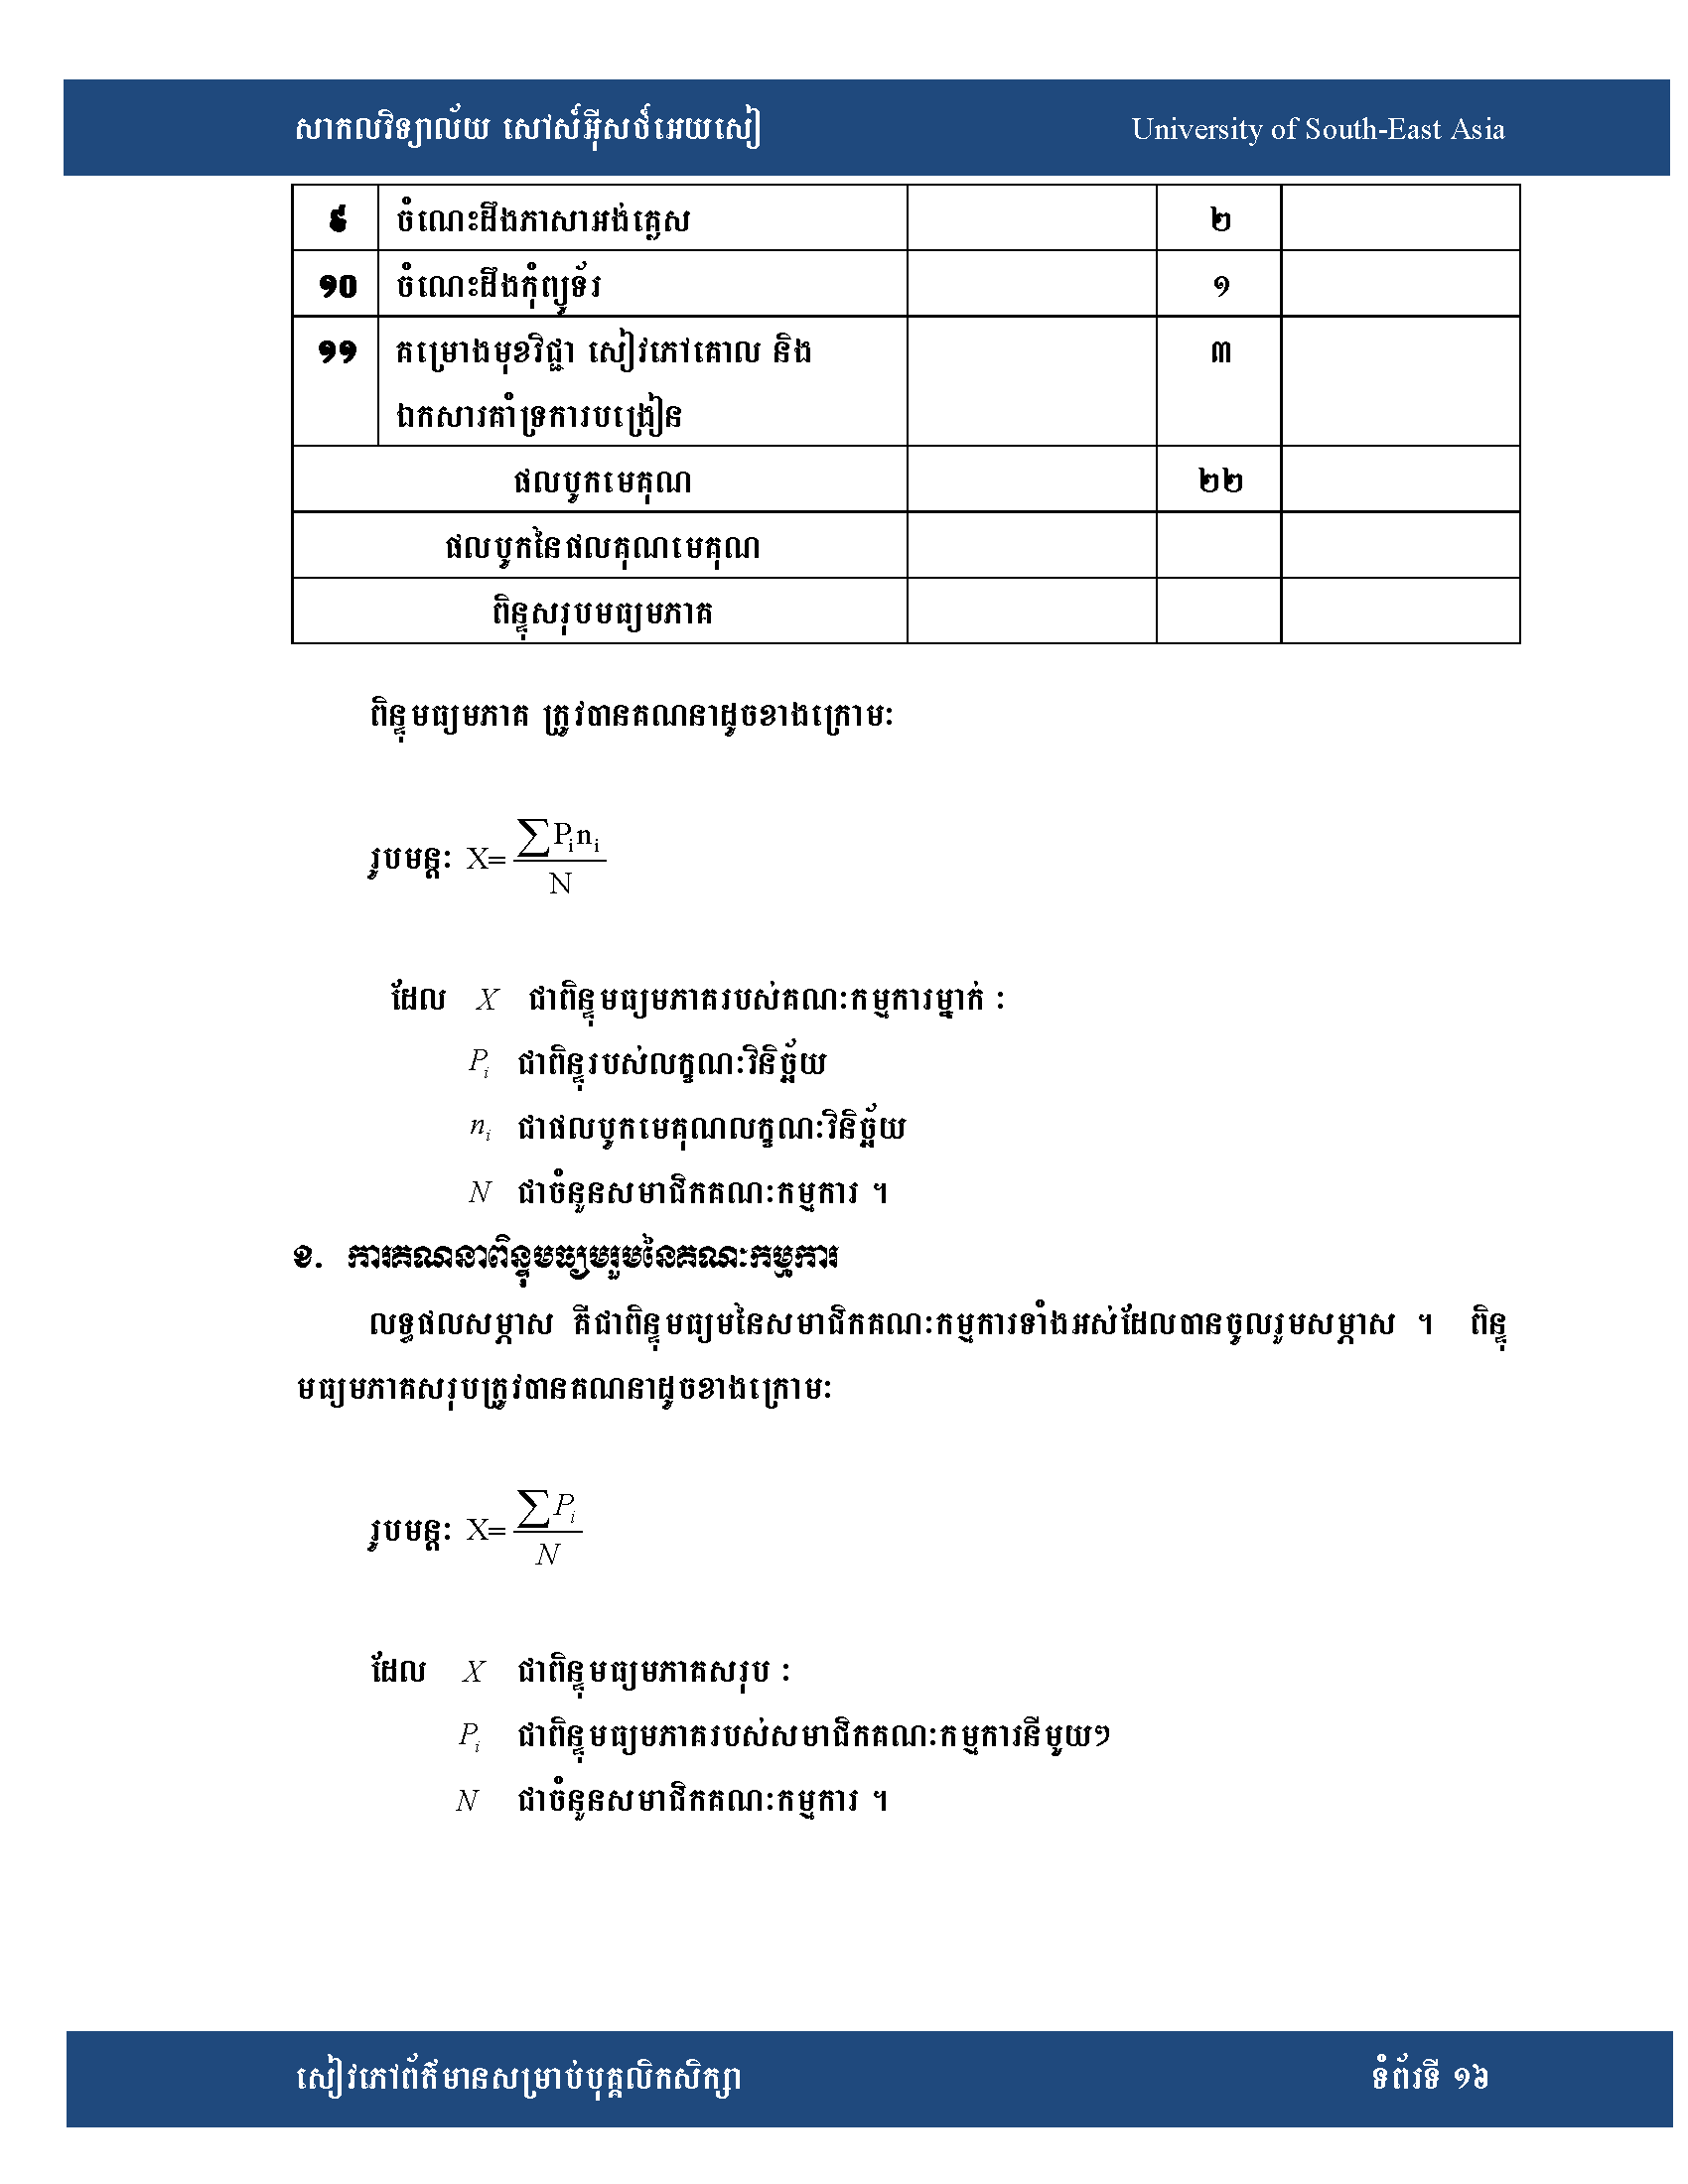 សាកលវិទ្យាល័យ សៅស៍អ៊ីសថ៍អេយសៀ University of South-East Asia
៩ ចំណេះដឹងភាសាអង់គ្លេស ២
១០ ចំណេះដឹងកុំព្យូទ័រ ១
១១ គម្រោងមុខវិជ្ជា សៀវភៅគោល និង ៣
ឯកសារគាំទ្រការបង្រៀន
ផលបូកមេគុណ ២២
ផលបូកនៃផលគុណមេគុណ
ពិន្ទុសរុបមធ្យមភាគ
ពិន្ទុមធ្យមភាគ ត្រូវបានគណនាដូចខាងក្រោមៈ
រូបមន្តៈ X= ∑Pini / N
ដែល X ជាពិន្ទុមធ្យមភាគរបស់គណៈកម្មការម្នាក់ :
Pi ជាពិន្ទុរបស់លក្ខណៈវិនិច្ឆ័យ
ni ជាផលបូកមេគុណលក្ខណៈវិនិច្ឆ័យ
N ជាចំនួនសមាជិកគណៈកម្មការ ។
ខ. ការគណនាពិន្ទុមធ្យមរួមនៃគណៈកម្មការ
លទ្ធផលសម្ភាស គឺជាពិន្ទុមធ្យមនៃសមាជិកគណៈកម្មការទាំងអស់ដែលបានចូលរួមសម្ភាស ។ ពិន្ទុ
មធ្យមភាគសរុបត្រូវបានគណនាដូចខាងក្រោមៈ
រូបមន្តៈ X= ∑Pi / N
ដែល X ជាពិន្ទុមធ្យមភាគសរុប :
Pi ជាពិន្ទុមធ្យមភាគរបស់សមាជិកគណៈកម្មការនីមួយៗ
N ជាចំនួនសមាជិកគណៈកម្មការ ។
សៀវភៅព័ត៌មានសម្រាប់បុគ្គលិកសិក្សា ទំព័រទី ១៦